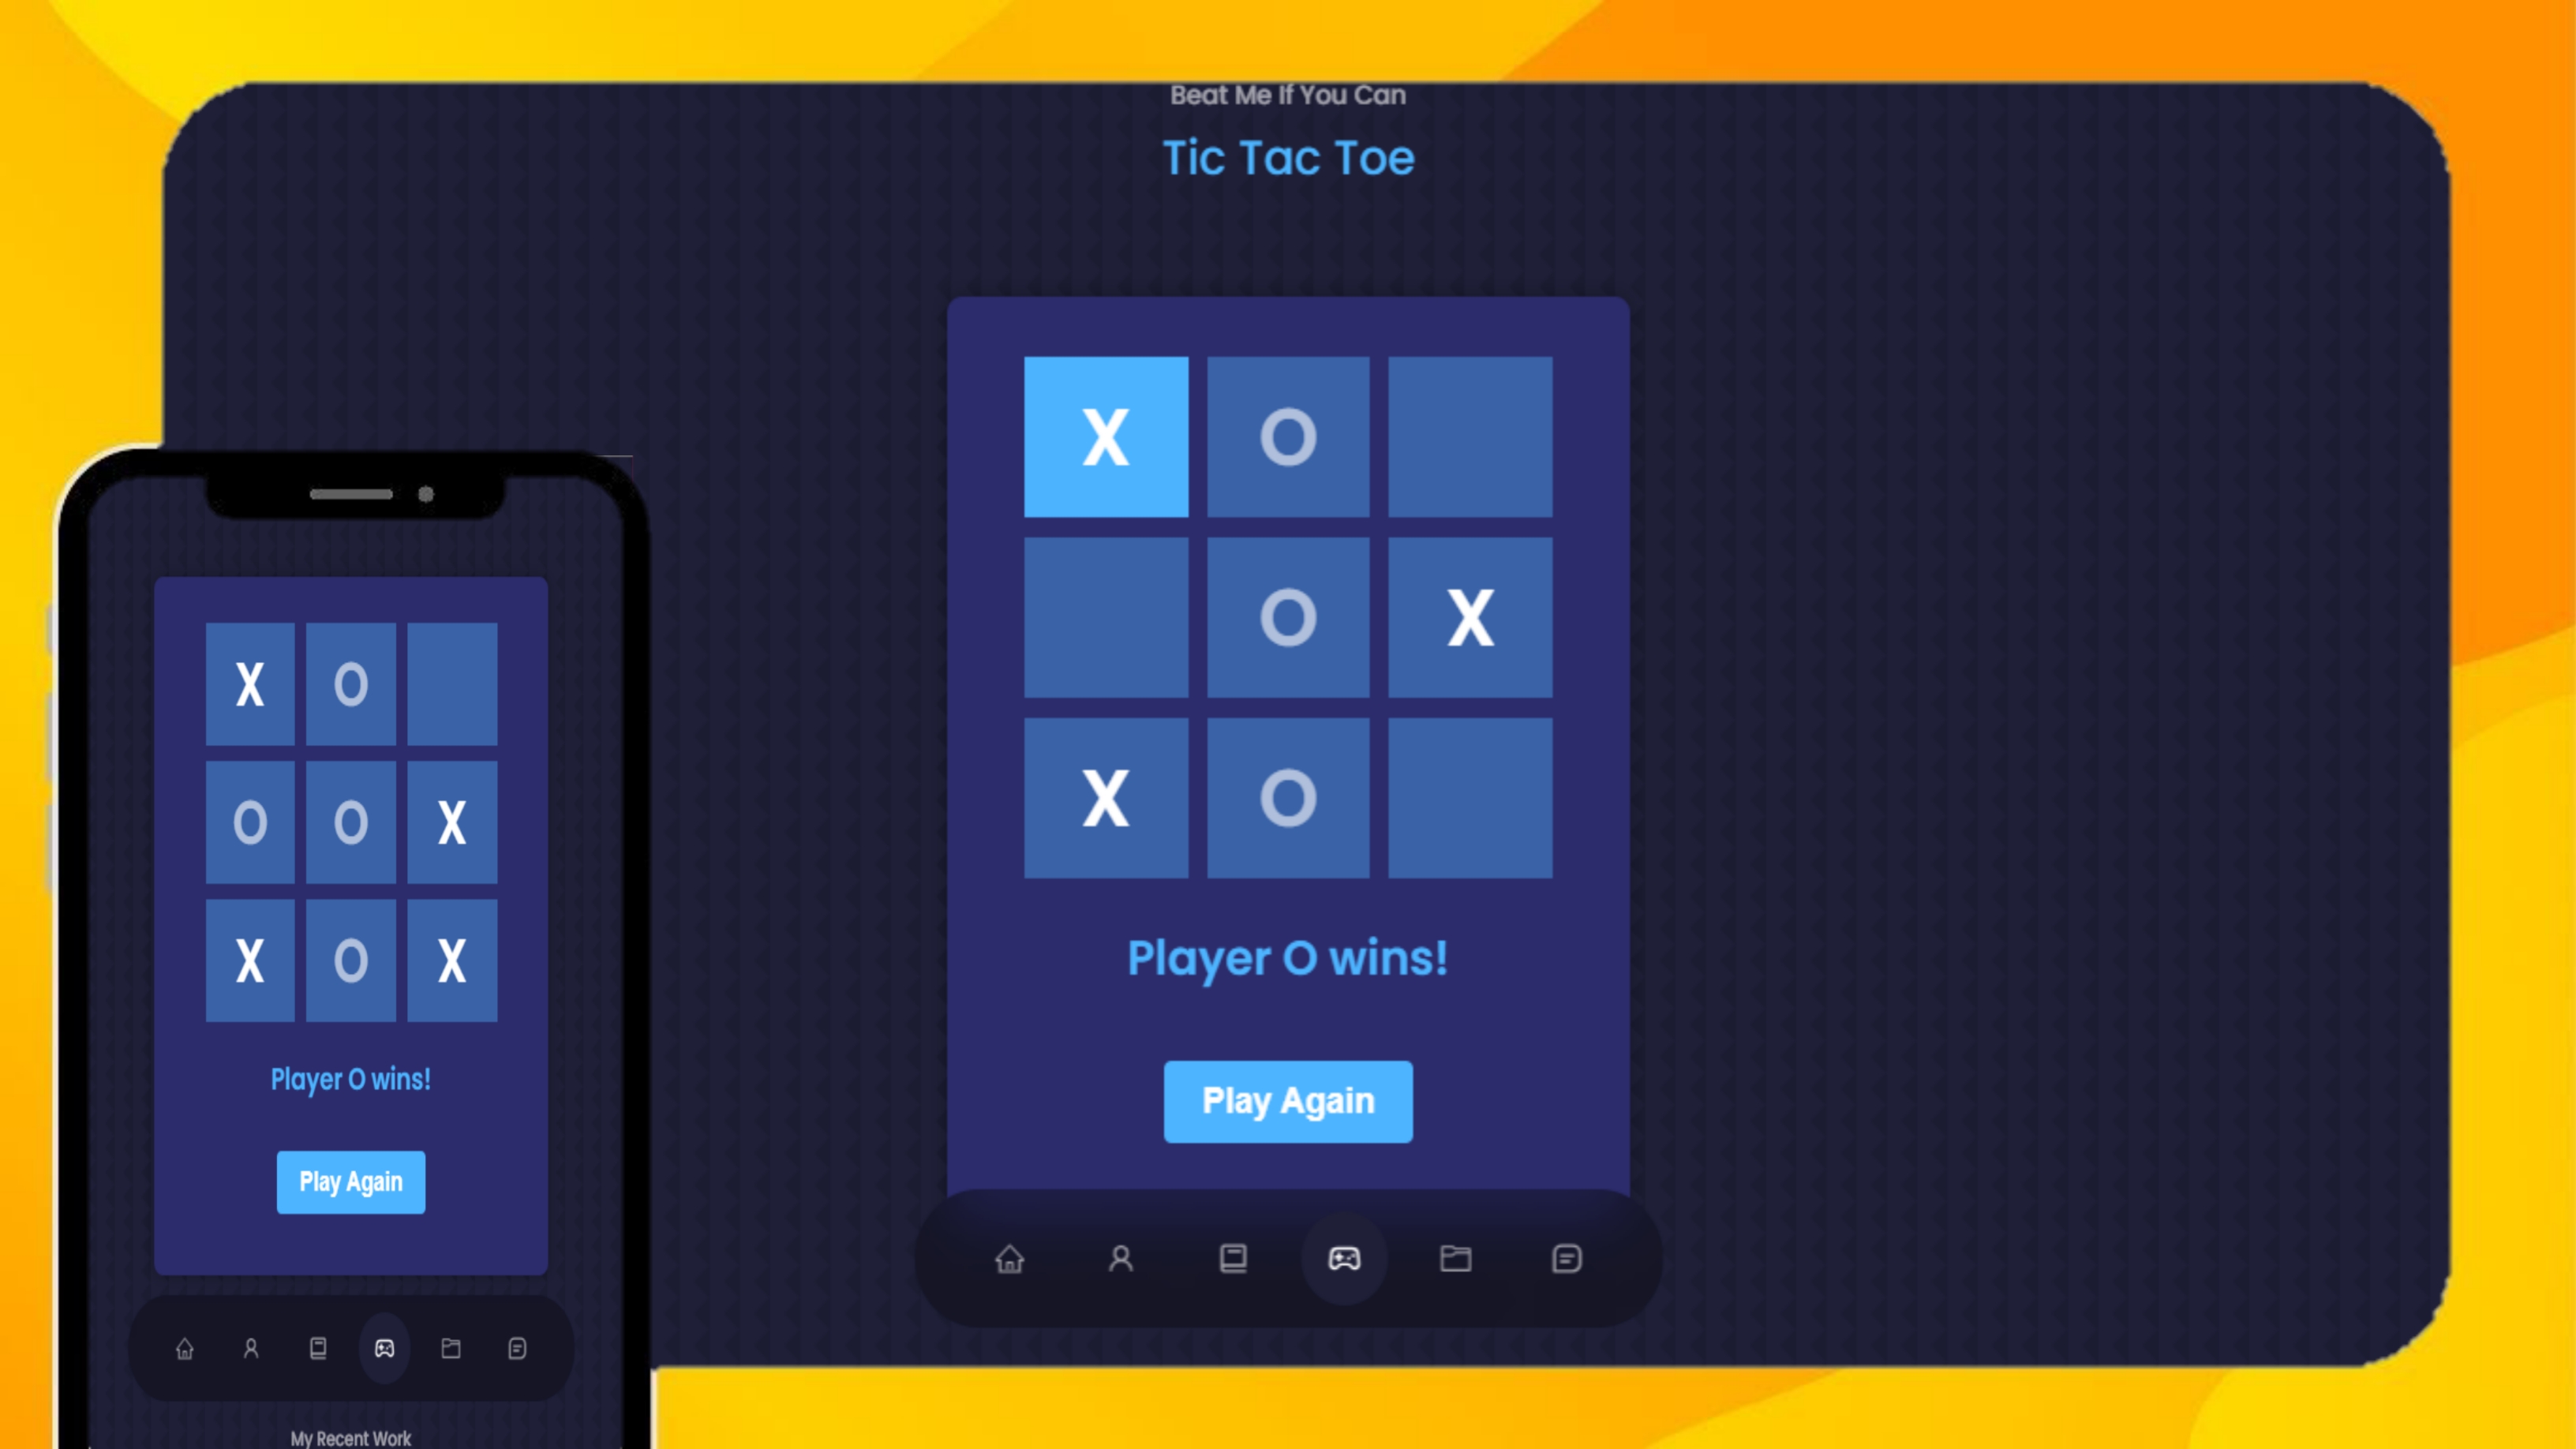 Beat Me If You Can
Tic Tac Toe
X O
O X
X O
Player O wins!
Play Again
X O
O O X
X O X
Player O wins!
Play Again
My Recent Work